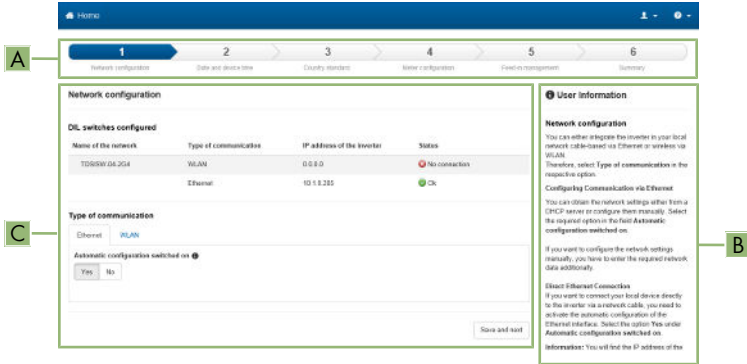 Home
A
1 2 3 4 5 6
Network configuration Date and device time Country standard Meter configuration Feed-in management Summary
Network configuration
DIL switches configured
Name of the network Type of communication IP address of the inverter Status
WLAN 0.0.0.0 No connection
Ethernet 10.1.8.285 Ok
C
Type of communication
Ethernet WLAN
Automatic configuration switched on
Yes No
Save and next
User Information
Network configuration
You can either integrate the inverter in your local
network cable-based via Ethernet or wireless via
WLAN.
Therefore, select Type of communication in the
respective option.
Configuring Communication via Ethernet
You can obtain the network settings either from a
DHCP server or configure them manually. Select
the required option in the field Automatic
configuration switched on.
B
If you want to configure the network settings
manually, you have to enter the required network
data additionally.
Direct Ethernet Connection
If you want to connect your local device directly
to the inverter via a network cable, you need to
activate the automatic configuration of the
Ethernet interface. Select the option Yes under
Automatic configuration switched on.
Information: You will find the IP address of the